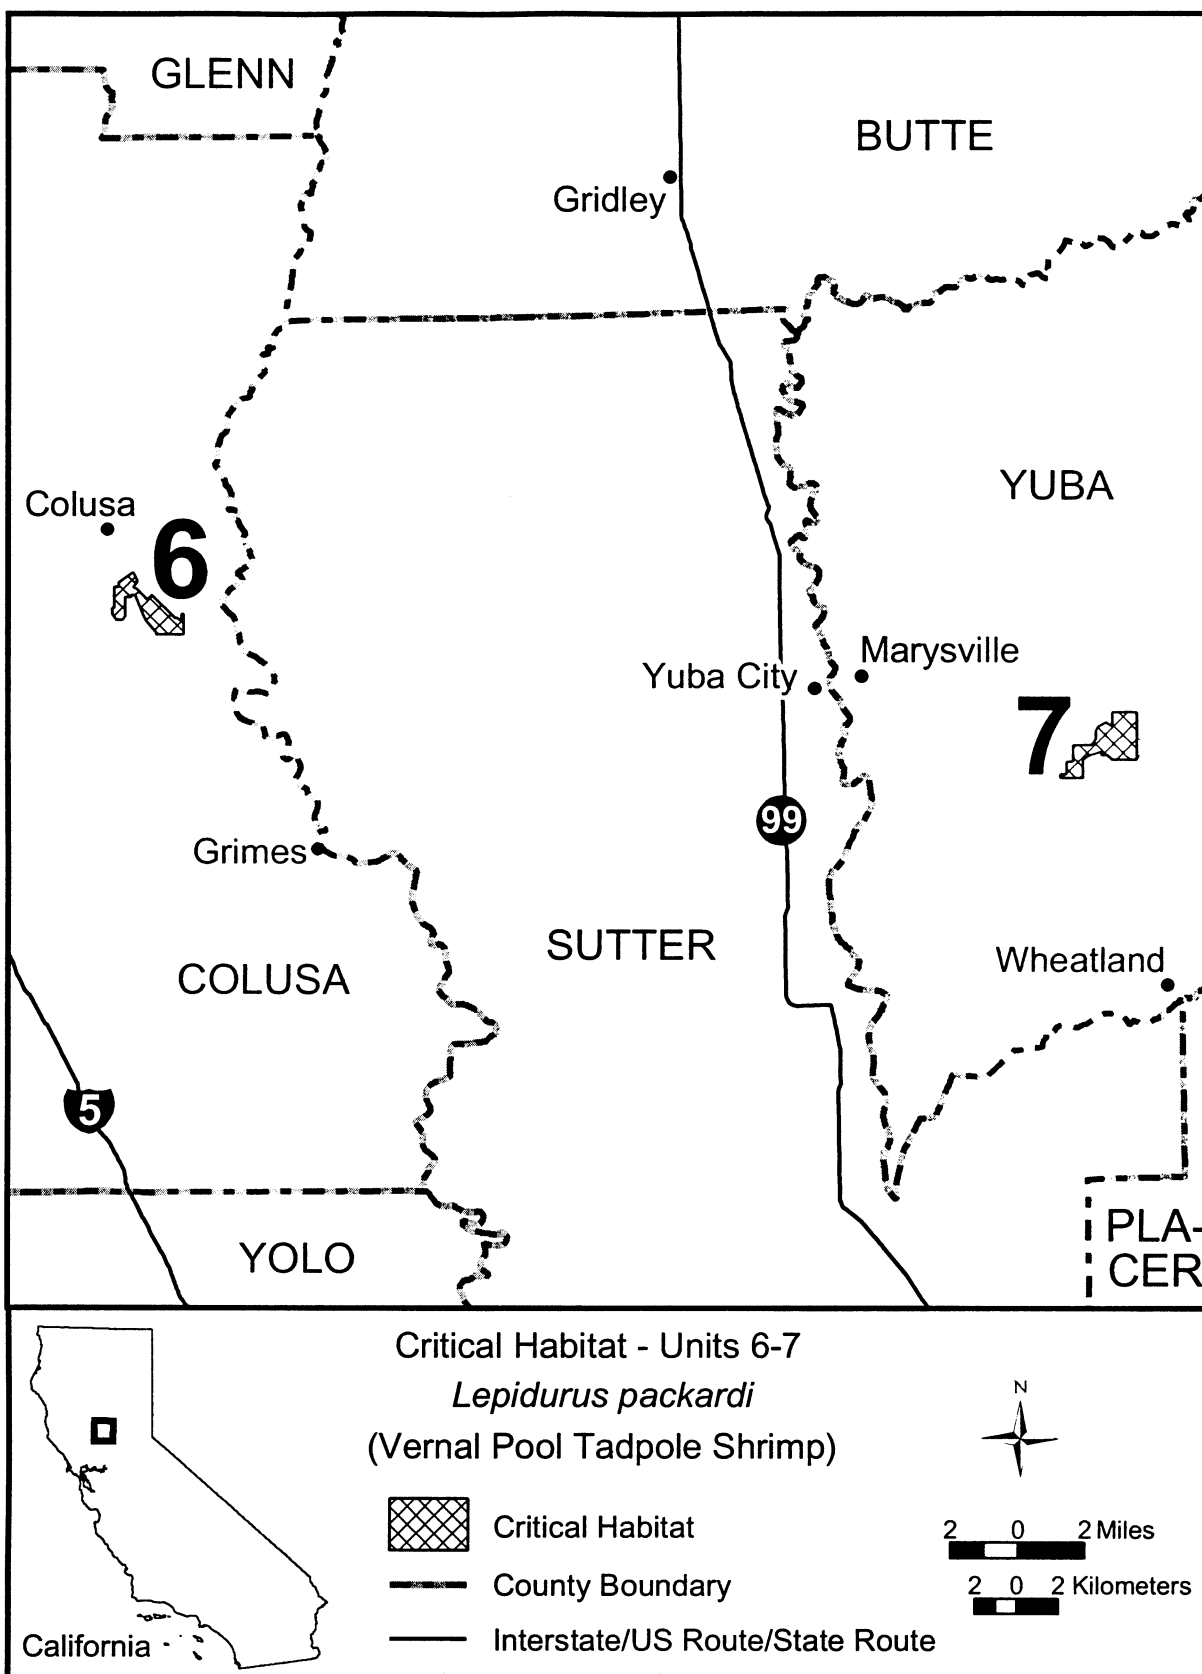 GLENN
BUTTE
Gridley
YUBA
Colusa
6
Marysville
Yuba City
7
99
Grimes
SUTTER
Wheatland
COLUSA
5
PLA-
CER
YOLO
Critical Habitat - Units 6-7
Lepidurus packardi
(Vernal Pool Tadpole Shrimp)
N
Critical Habitat
2 0 2 Miles
County Boundary
2 0 2 Kilometers
Interstate/US Route/State Route
California